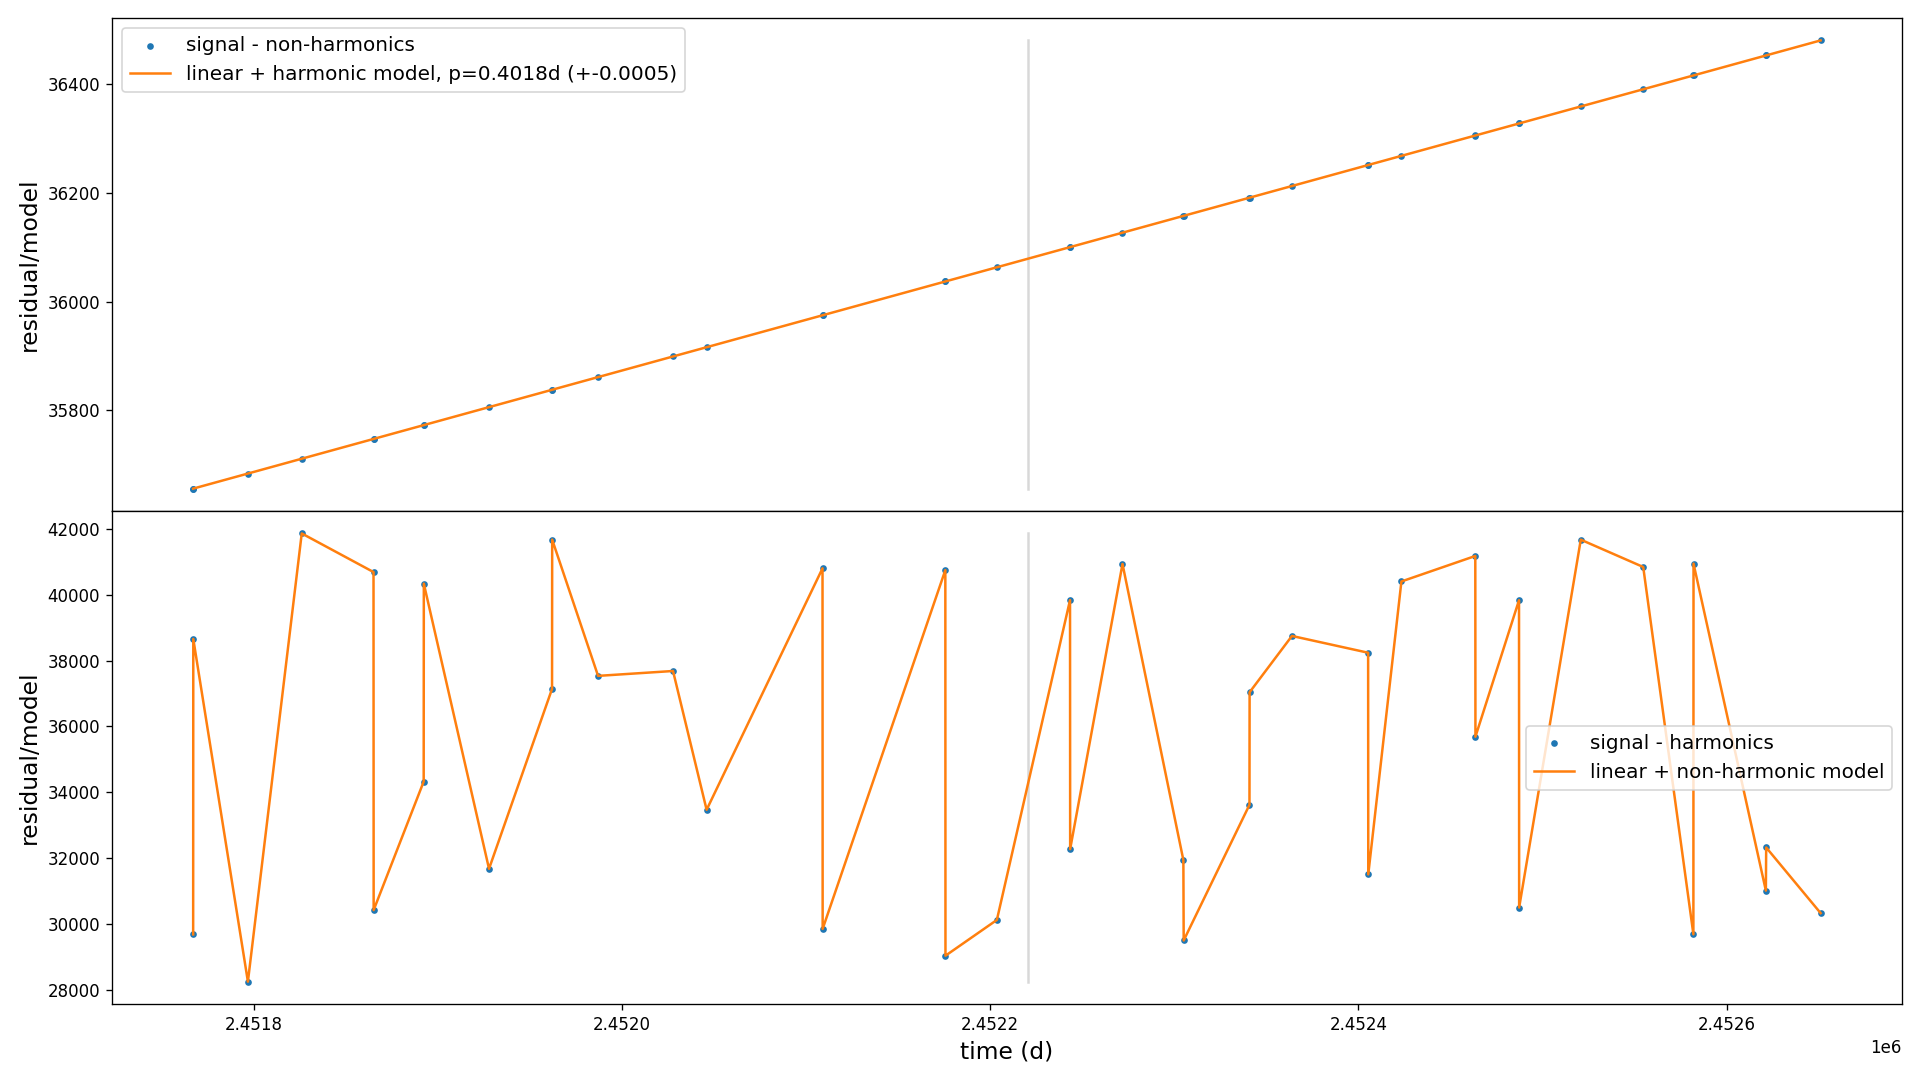 signal - non-harmonics
linear + harmonic model, p=0.4018d (+-0.0005)
36400
36200
36000
35800
residual/model
42000
40000
38000
36000
34000
32000
30000
28000
residual/model
signal - harmonics
linear + non-harmonic model
2.4518 2.4520 2.4522 2.4524 2.4526
1e6
time (d)